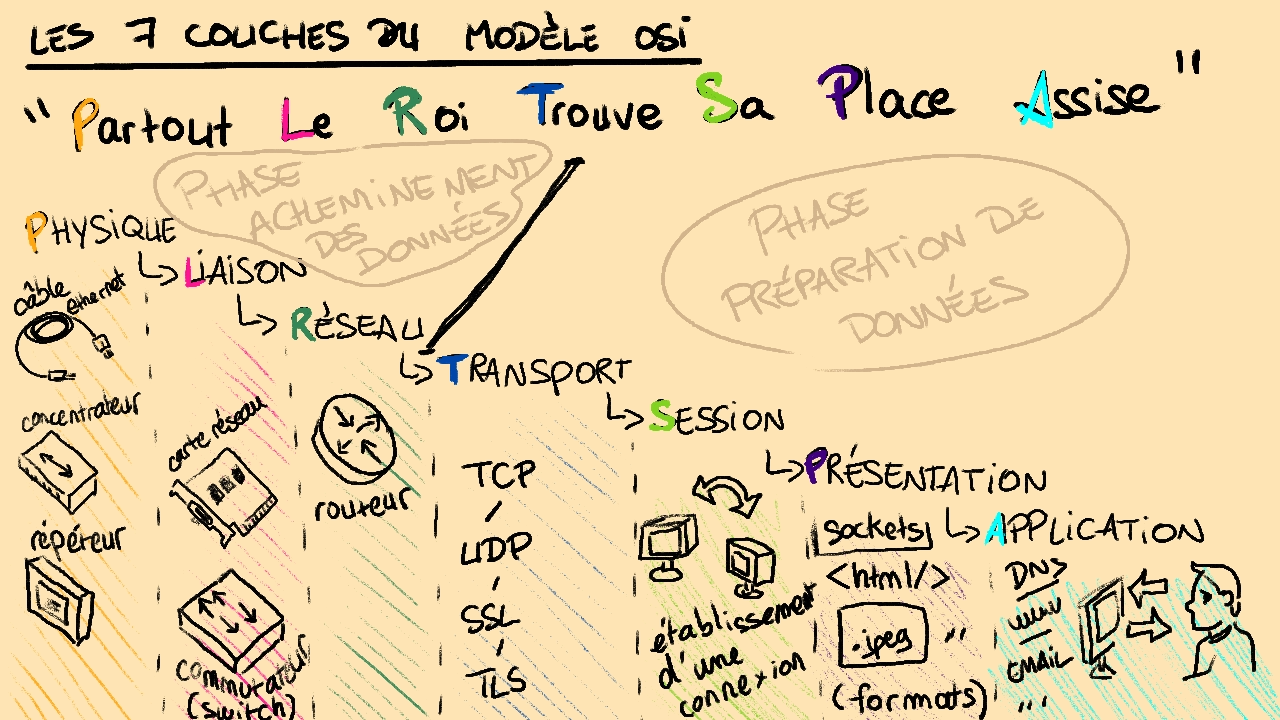 LES 7 COUCHES DU MODÈLE OSI
"Partout Le Roi Trouve Sa Place Assise"
PHASE
ACHEMINEMENT
DES
DONNÉES
PHASE
PRÉPARATION DE
DONNÉES
PHYSIQUE
LIAISON
RÉSEAU
TRANSPORT
SESSION
PRÉSENTATION
APPLICATION
câble
ethernet
concentrateur
répéteur
carte réseau
commutateur
(switch)
routeur
TCP
/
UDP
/
SSL
/
TLS
établissement
d'une
connexion
sockets
<html/>
.jpeg ,,
(formats)
DNS
www
EMAIL
...